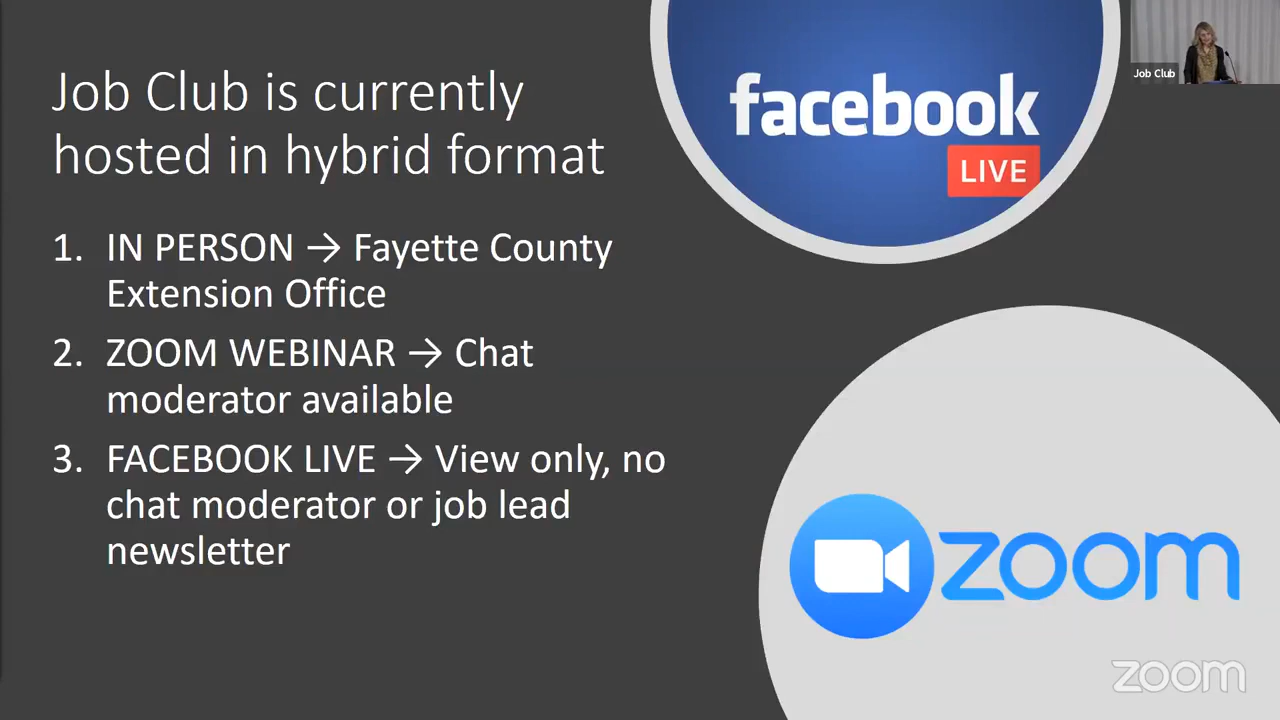 Job Club is currently
hosted in hybrid format
1. IN PERSON → Fayette County
Extension Office
2. ZOOM WEBINAR → Chat
moderator available
3. FACEBOOK LIVE → View only, no
chat moderator or job lead
newsletter
facebook
LIVE
Job Club
zoom
zoom